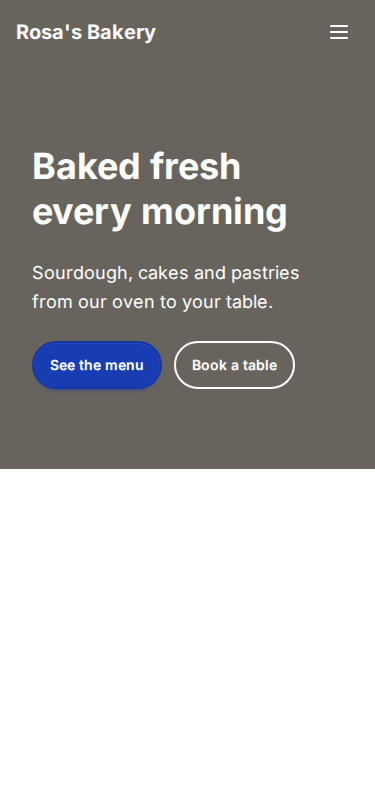 Rosa's Bakery
Baked fresh
every morning
Sourdough, cakes and pastries
from our oven to your table.
See the menu
Book a table